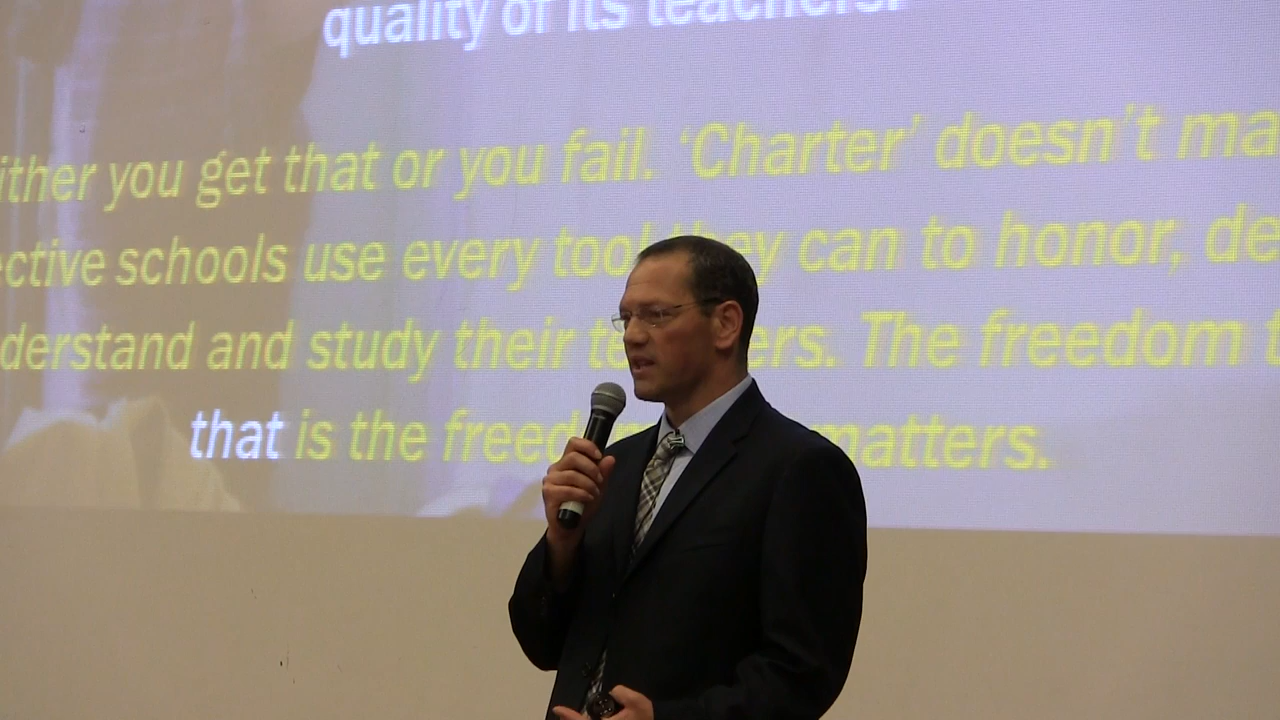 quality of its teachers.
ither you get that or you fail. ‘Charter’ doesn’t ma
ective schools use every tool they can to honor, de
derstand and study their te ers. The freedom t
that is the freed matters.